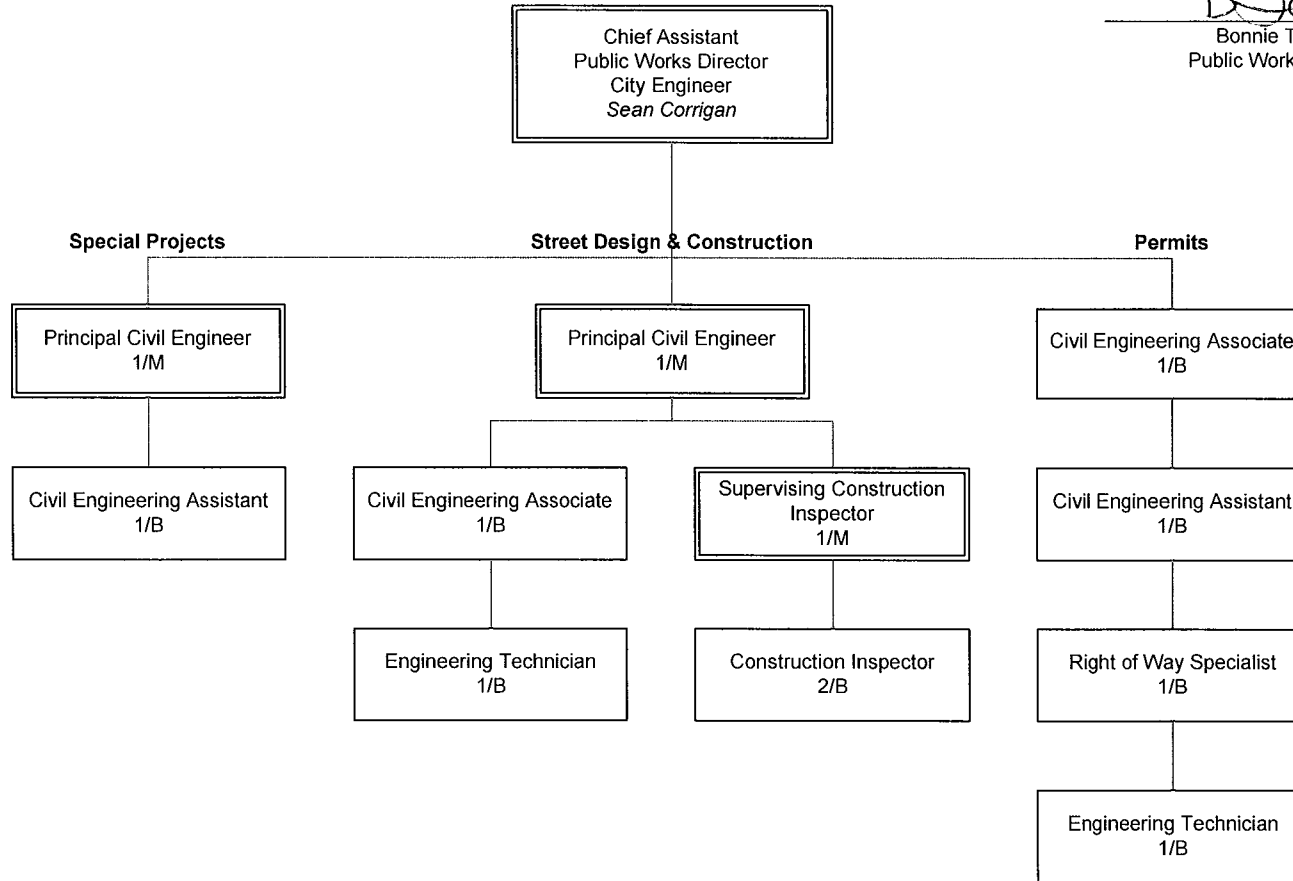 Chief Assistant
Public Works Director
City Engineer
Sean Corrigan
Bonnie T
Public Work
Special Projects
Street Design & Construction
Permits
Principal Civil Engineer
1/M
Principal Civil Engineer
1/M
Civil Engineering Associate
1/B
Civil Engineering Assistant
1/B
Civil Engineering Associate
1/B
Supervising Construction
Inspector
1/M
Civil Engineering Assistant
1/B
Engineering Technician
1/B
Construction Inspector
2/B
Right of Way Specialist
1/B
Engineering Technician
1/B